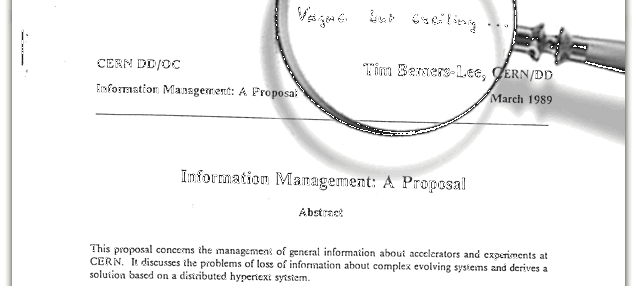 Vague but exciting ...
CERN DD/OC
Tim Berners-Lee, CERN/DD
Information Management: A Proposal
March 1989
Information Management: A Proposal
Abstract
This proposal concerns the management of general information about accelerators and experiments at
CERN. It discusses the problems of loss of information about complex evolving systems and derives a
solution based on a distributed hypertext sytstem.